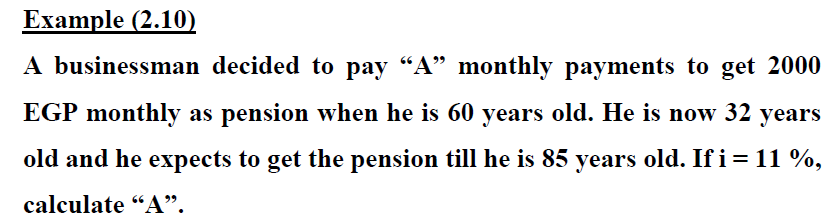 Example (2.10)
A businessman decided to pay “A” monthly payments to get 2000
EGP monthly as pension when he is 60 years old. He is now 32 years
old and he expects to get the pension till he is 85 years old. If i = 11 %,
calculate “A”.